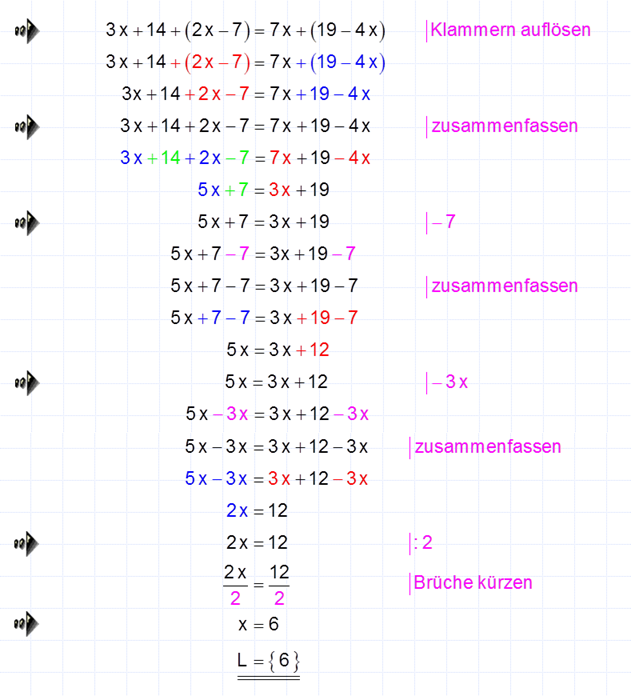 3x+14+(2x−7)=7x+(19−4x) |Klammern auflösen
3x+14+(2x−7)=7x+(19−4x)
3x+14+2x−7=7x+19−4x
3x+14+2x−7=7x+19−4x |zusammenfassen
3x+14+2x−7=7x+19−4x
5x+7=3x+19
5x+7=3x+19 |−7
5x+7−7=3x+19−7
5x+7−7=3x+19−7 |zusammenfassen
5x+7−7=3x+19−7
5x=3x+12
5x=3x+12 |−3x
5x−3x=3x+12−3x
5x−3x=3x+12−3x |zusammenfassen
5x−3x=3x+12−3x
2x=12
2x=12 |:2
2x/2=12/2 |Brüche kürzen
x=6
L={6}